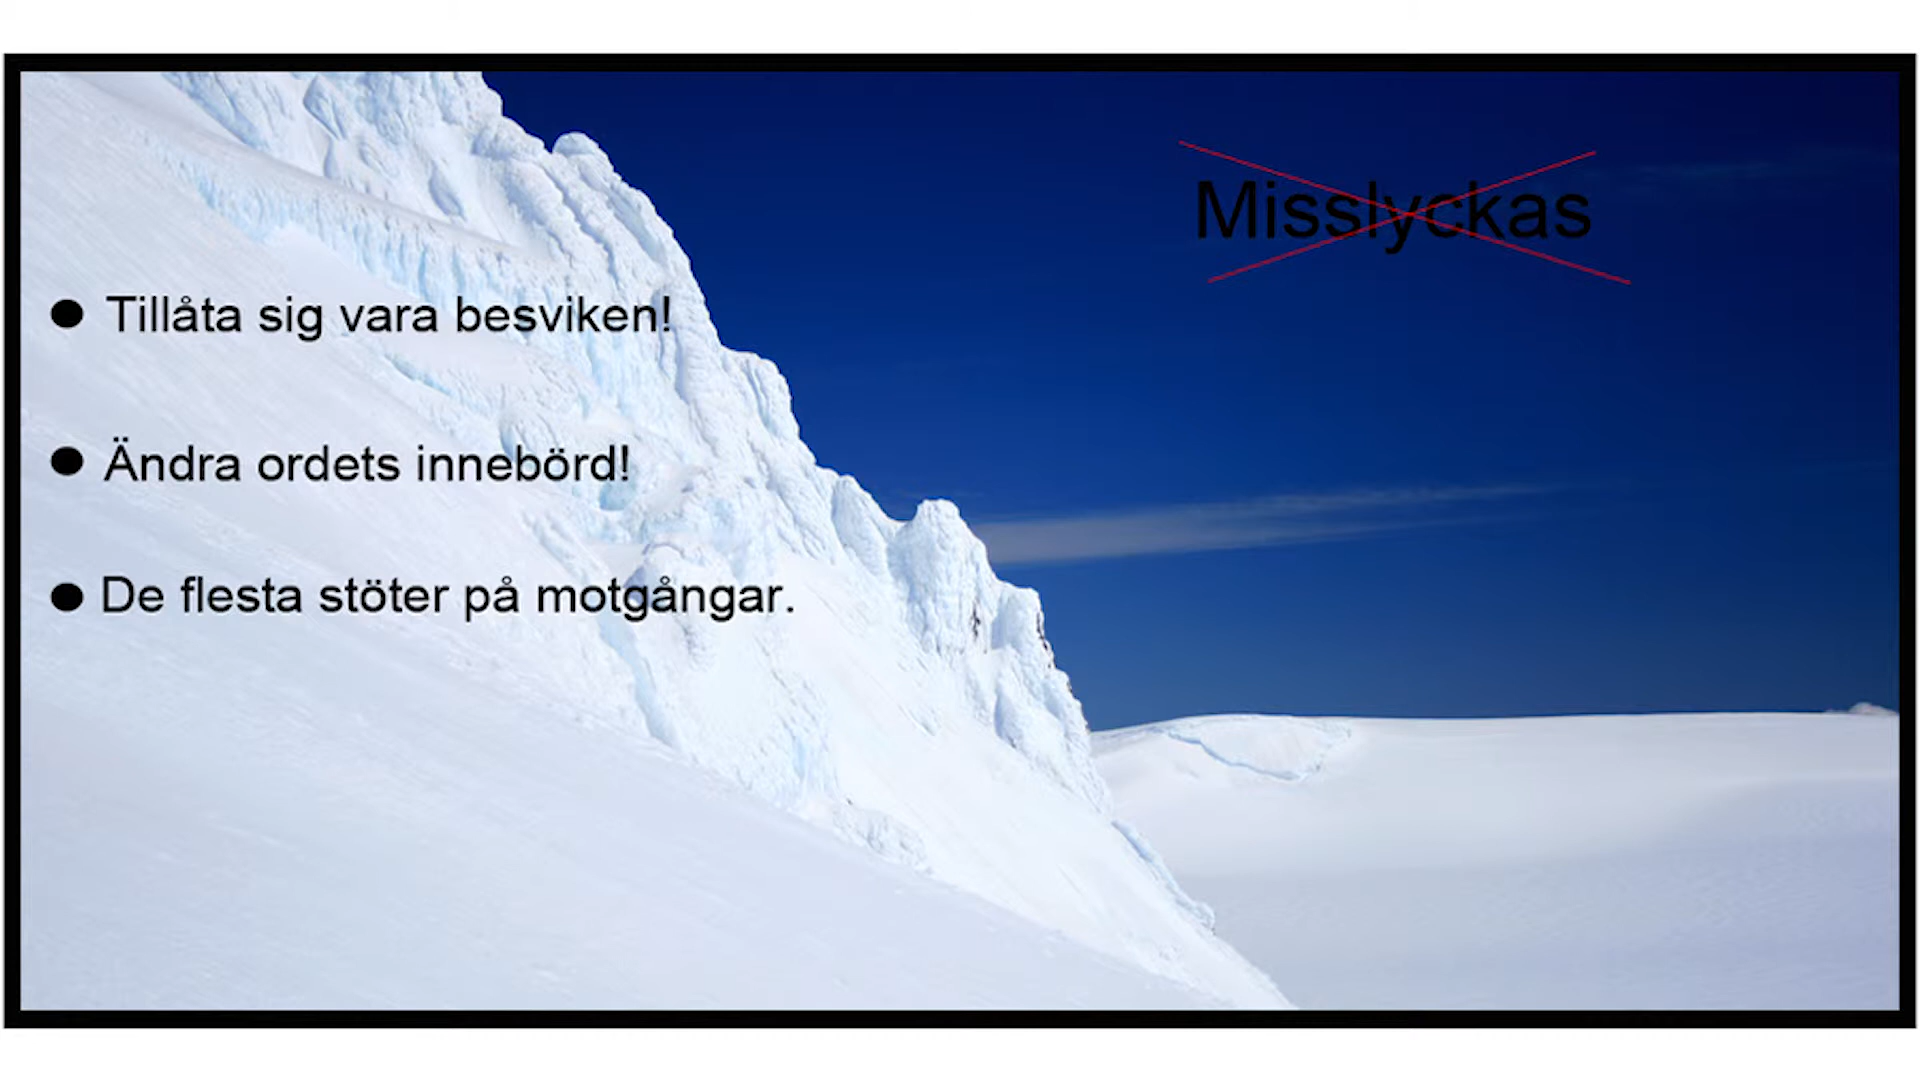 Misslyckas
Tillåta sig vara besviken!
Ändra ordets innebörd!
De flesta stöter på motgångar.